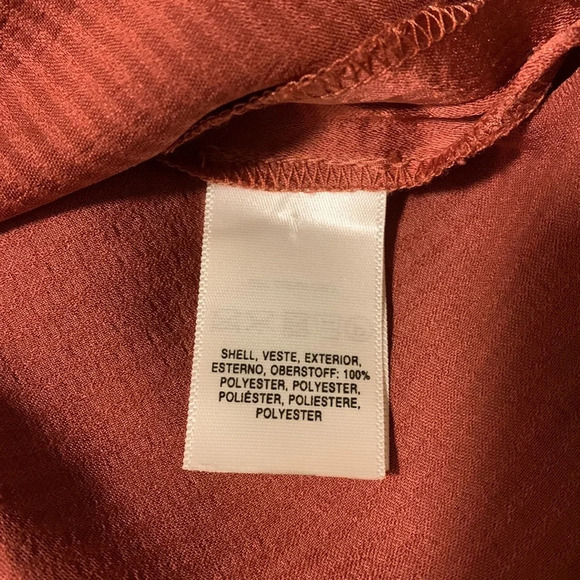 SHELL, VESTE, EXTERIOR,
ESTERNO, OBERSTOFF: 100%
POLYESTER, POLYESTER,
POLIÉSTER, POLIESTERE,
POLYESTER